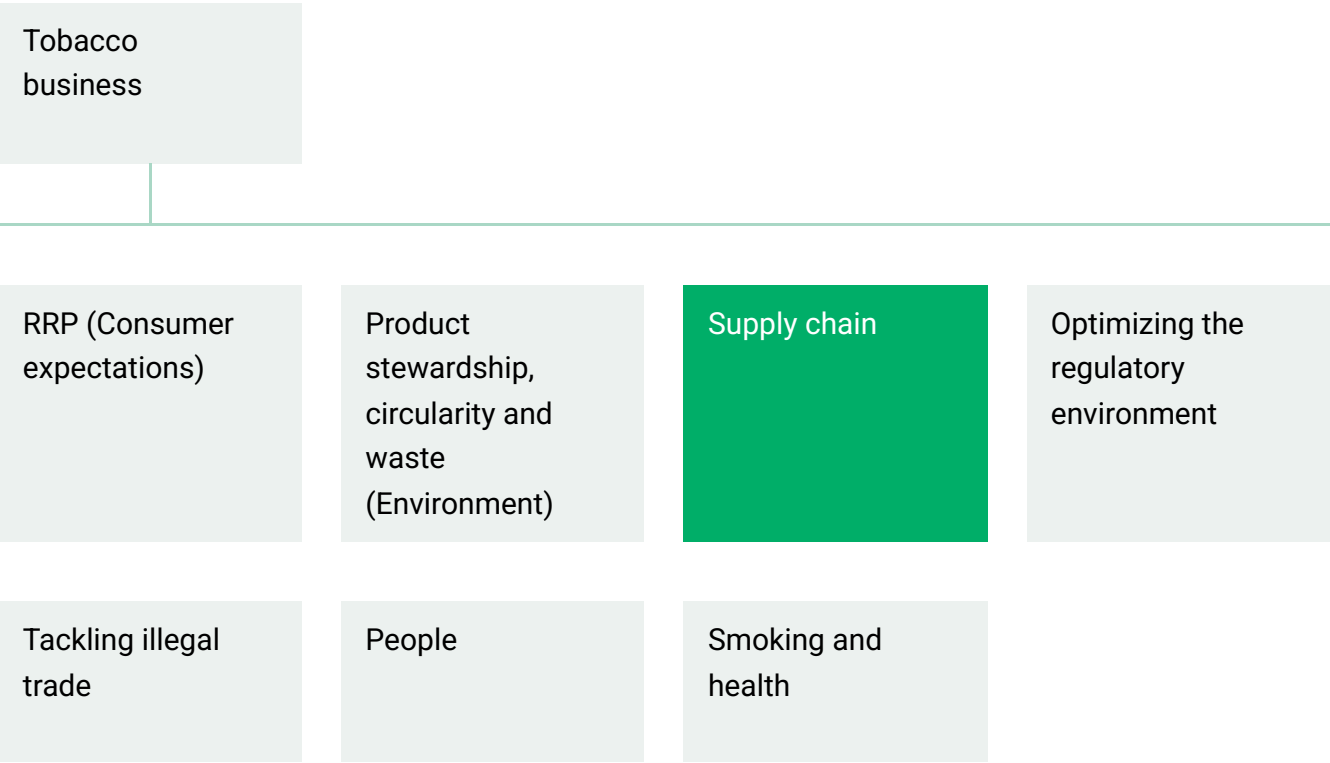 Tobacco
business
RRP (Consumer
expectations)
Product
stewardship,
circularity and
waste
(Environment)
Supply chain
Optimizing the
regulatory
environment
Tackling illegal
trade
People
Smoking and
health